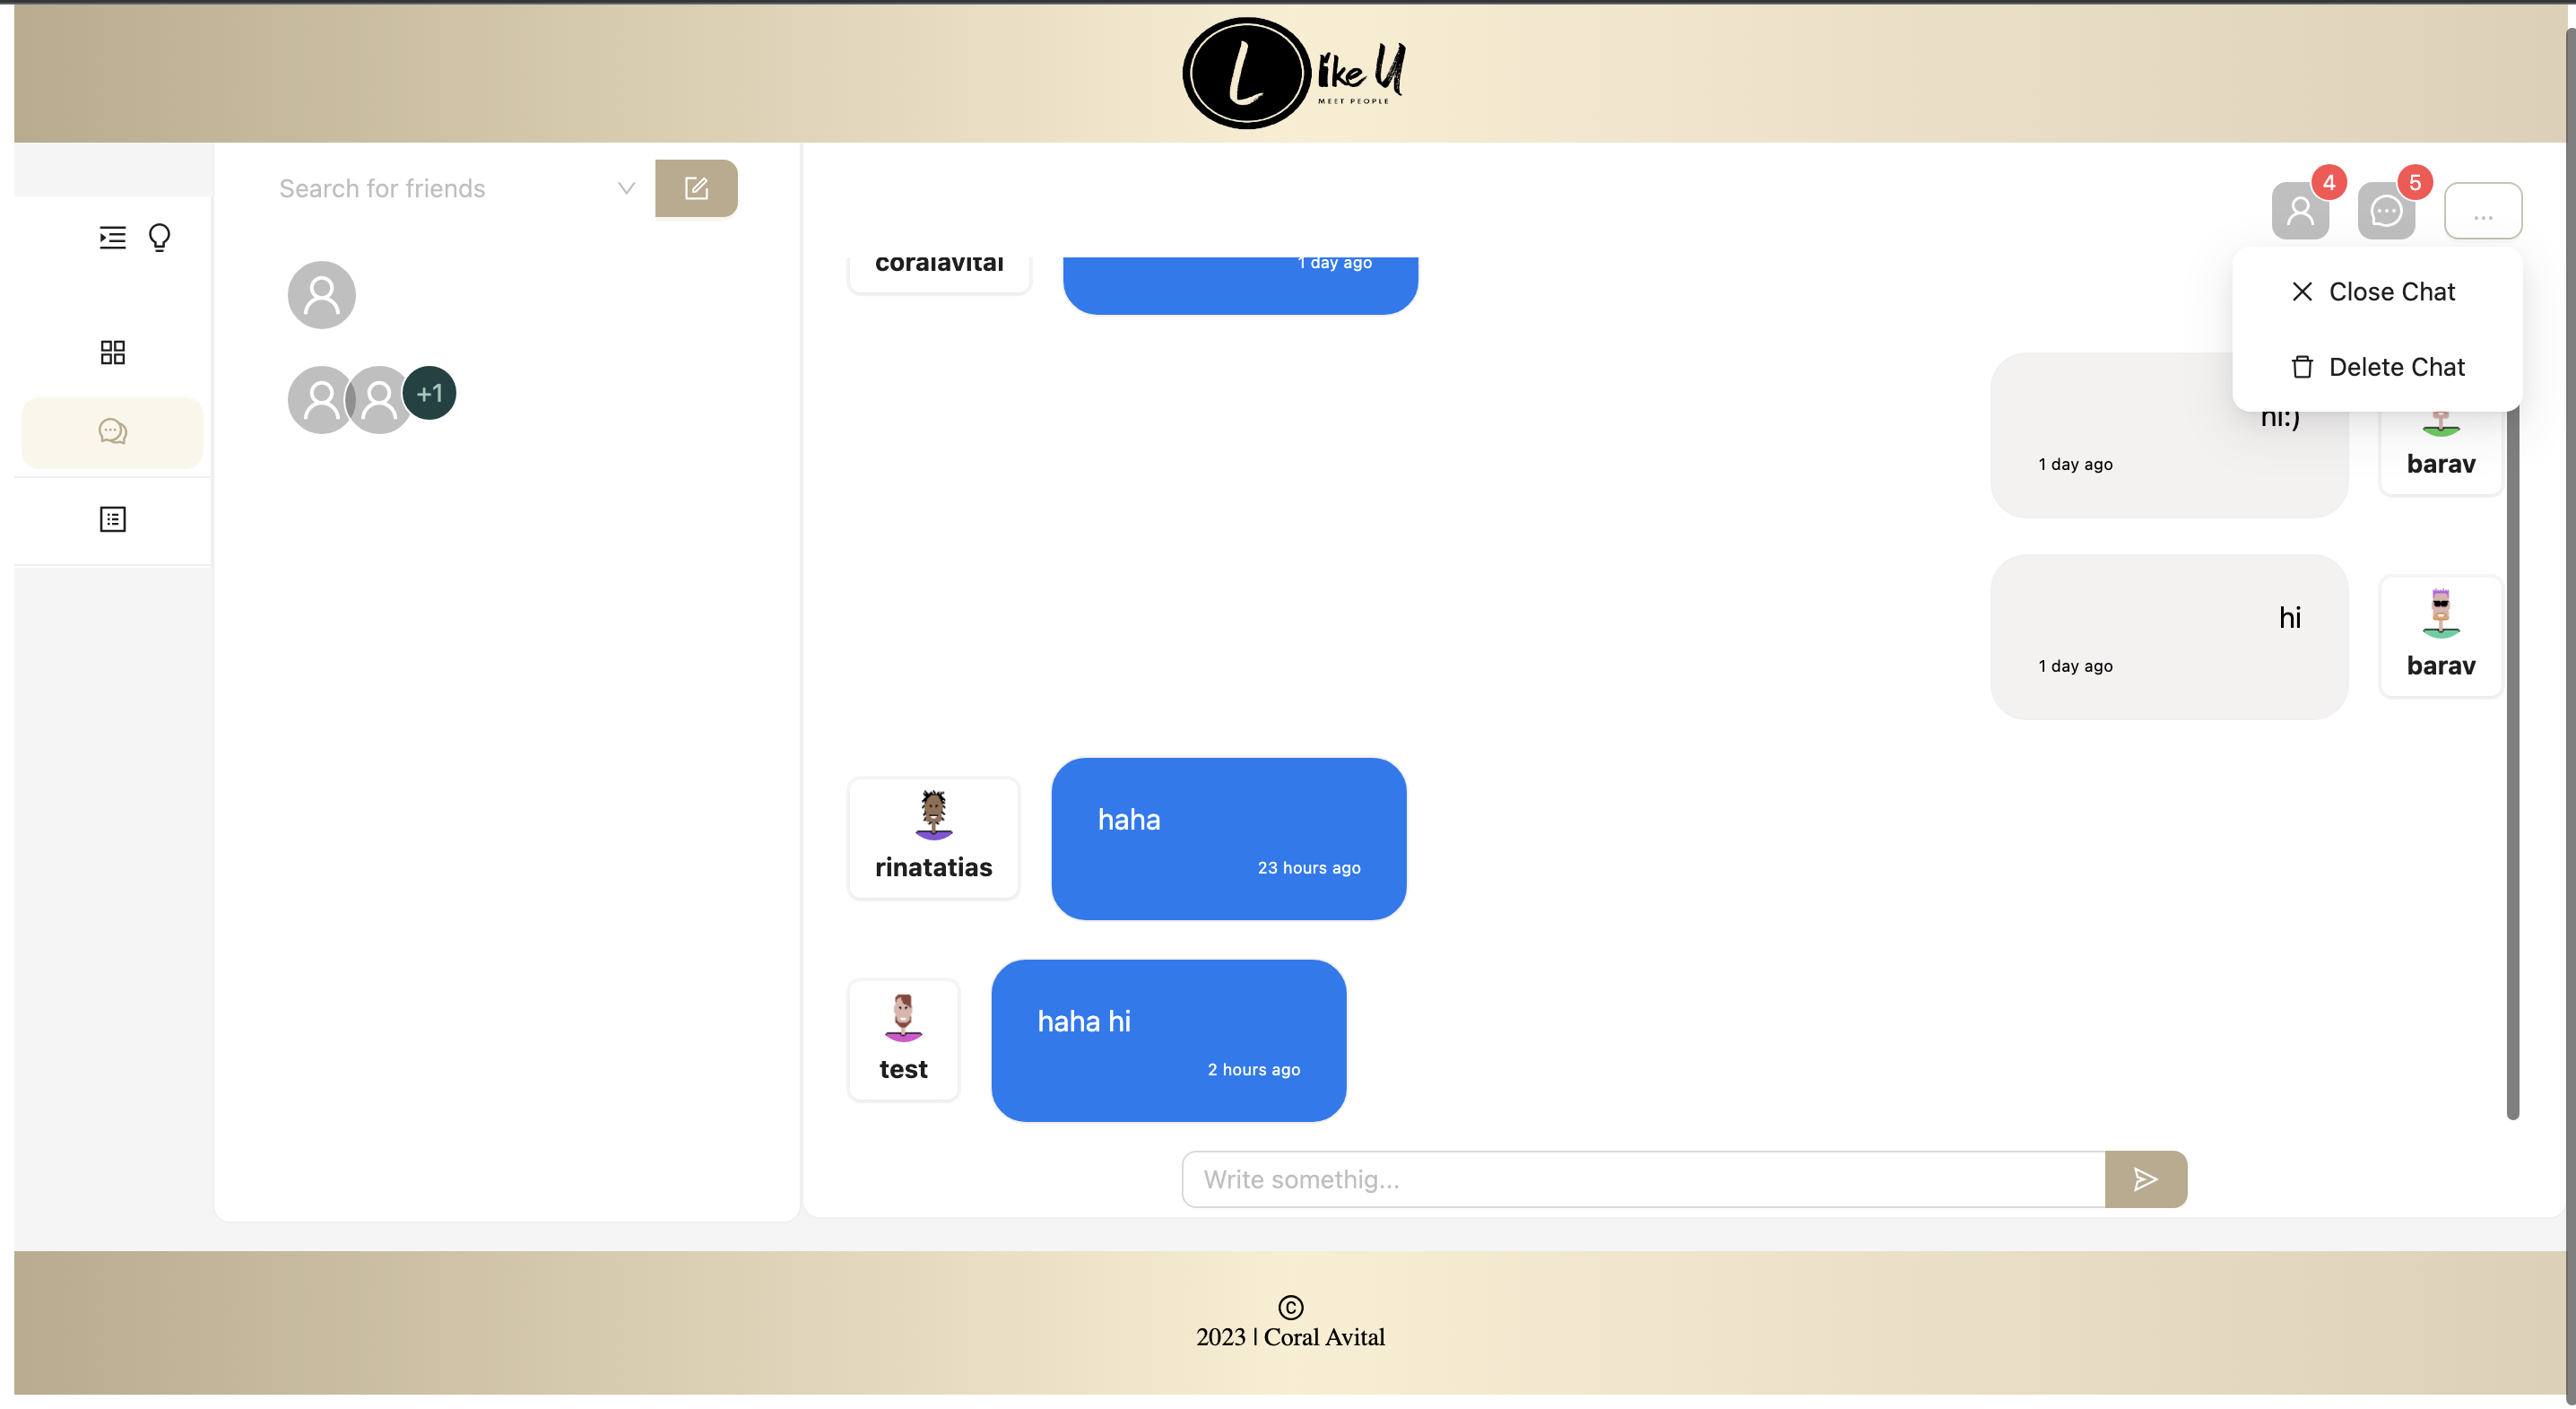 Like U
MEET PEOPLE
Search for friends
4
5
...
Close Chat
Delete Chat
+1
coralavital
1 day ago
hi:)
1 day ago
barav
hi
1 day ago
barav
rinatatias
haha
23 hours ago
test
haha hi
2 hours ago
Write somethig...
©
2023 | Coral Avital